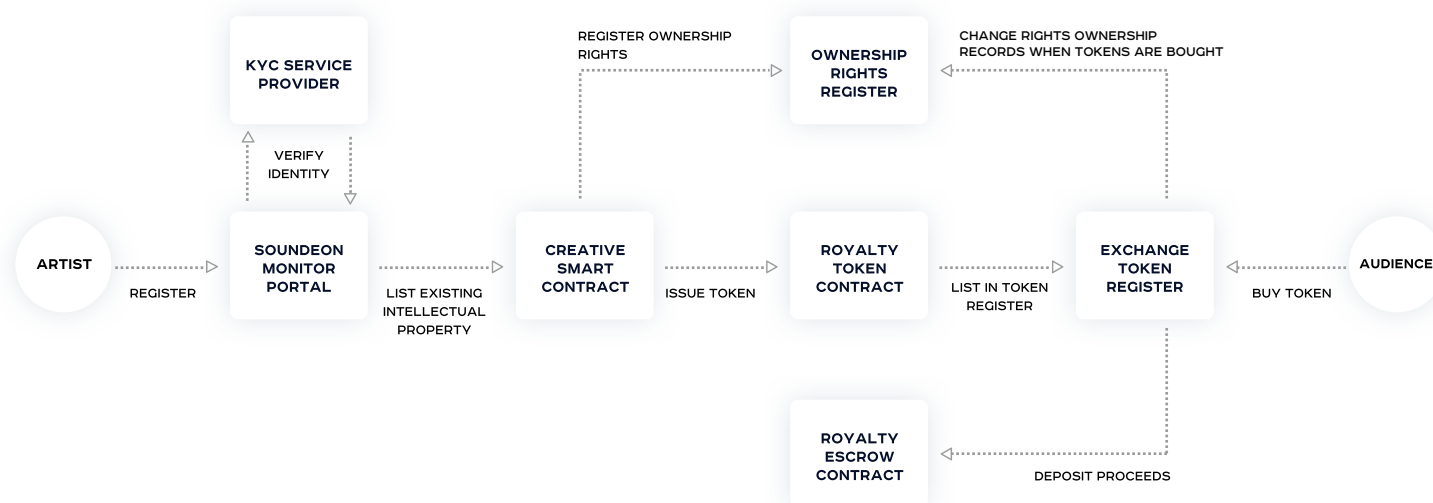 KYC SERVICE
PROVIDER
REGISTER OWNERSHIP
RIGHTS
OWNERSHIP
RIGHTS
REGISTER
CHANGE RIGHTS OWNERSHIP
RECORDS WHEN TOKENS ARE BOUGHT
VERIFY
IDENTITY
ARTIST
REGISTER
SOUNDEON
MONITOR
PORTAL
LIST EXISTING
INTELLECTUAL
PROPERTY
CREATIVE
SMART
CONTRACT
ISSUE TOKEN
ROYALTY
TOKEN
CONTRACT
LIST IN TOKEN
REGISTER
EXCHANGE
TOKEN
REGISTER
BUY TOKEN
AUDIENCE
ROYALTY
ESCROW
CONTRACT
DEPOSIT PROCEEDS